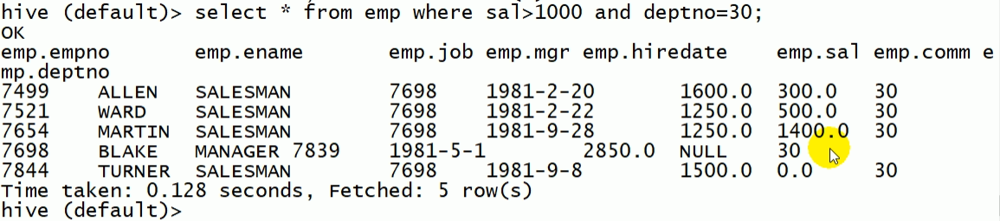 hive (default)> select * from emp where sal>1000 and deptno=30;
OK
emp.empno	emp.ename	emp.job	emp.mgr	emp.hiredate	emp.sal	emp.comm	e
mp.deptno
7499	ALLEN	SALESMAN	7698	1981-2-20	1600.0	300.0	30
7521	WARD	SALESMAN	7698	1981-2-22	1250.0	500.0	30
7654	MARTIN	SALESMAN	7698	1981-9-28	1250.0	1400.0	30
7698	BLAKE	MANAGER	7839	1981-5-1	2850.0	NULL	30
7844	TURNER	SALESMAN	7698	1981-9-8	1500.0	0.0	30
Time taken: 0.128 seconds, Fetched: 5 row(s)
hive (default)>